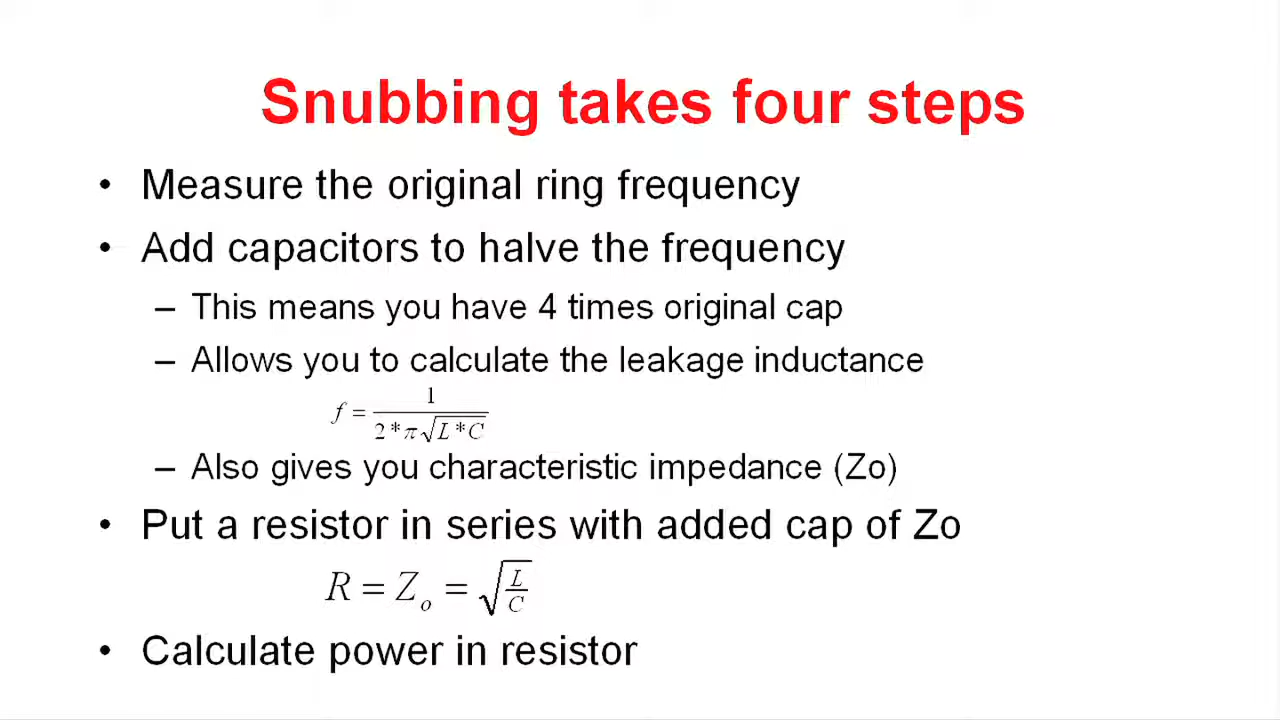 Snubbing takes four steps
• Measure the original ring frequency
• Add capacitors to halve the frequency
– This means you have 4 times original cap
– Allows you to calculate the leakage inductance
f = 1 / (2 * π √(L * C))
– Also gives you characteristic impedance (Zo)
• Put a resistor in series with added cap of Zo
R = Z_o = √(L / C)
• Calculate power in resistor